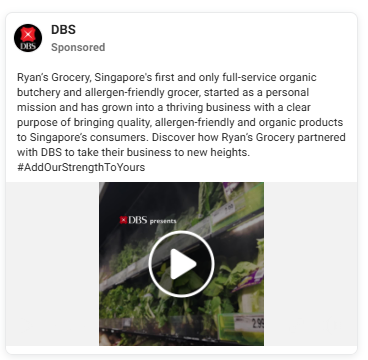 DBS
DBS
Sponsored
Ryan's Grocery, Singapore's first and only full-service organic
butchery and allergen-friendly grocer, started as a personal
mission and has grown into a thriving business with a clear
purpose of bringing quality, allergen-friendly and organic products
to Singapore's consumers. Discover how Ryan's Grocery partnered
with DBS to take their business to new heights.
#AddOurStrengthToYours
DBS presents
2.95